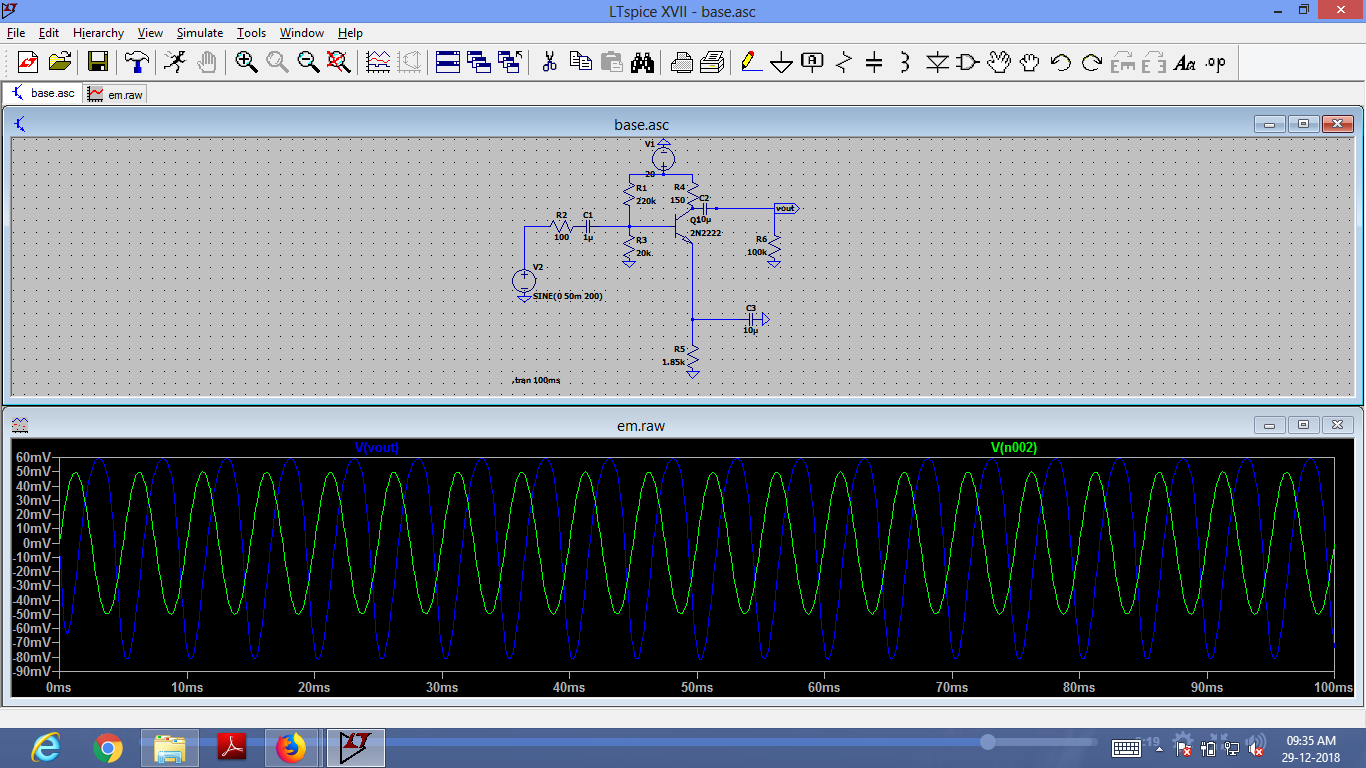 LTspice XVII - base.asc
File Edit Hierarchy View Simulate Tools Window Help
base.asc em.raw
base.asc
V1
20
R1
220k
R4
150
C2
10µ
vout
R2
100
C1
1µ
2N2222
R3
20k
R6
100k
V2
SINE(0 50m 200)
C3
10µ
R5
1.85k
.tran 100ms
em.raw
V(vout) V(n002)
60mV
50mV
40mV
30mV
20mV
10mV
0mV
-10mV
-20mV
-30mV
-40mV
-50mV
-60mV
-70mV
-80mV
-90mV
0ms 10ms 20ms 30ms 40ms 50ms 60ms 70ms 80ms 90ms 100ms
09:35 AM
29-12-2018